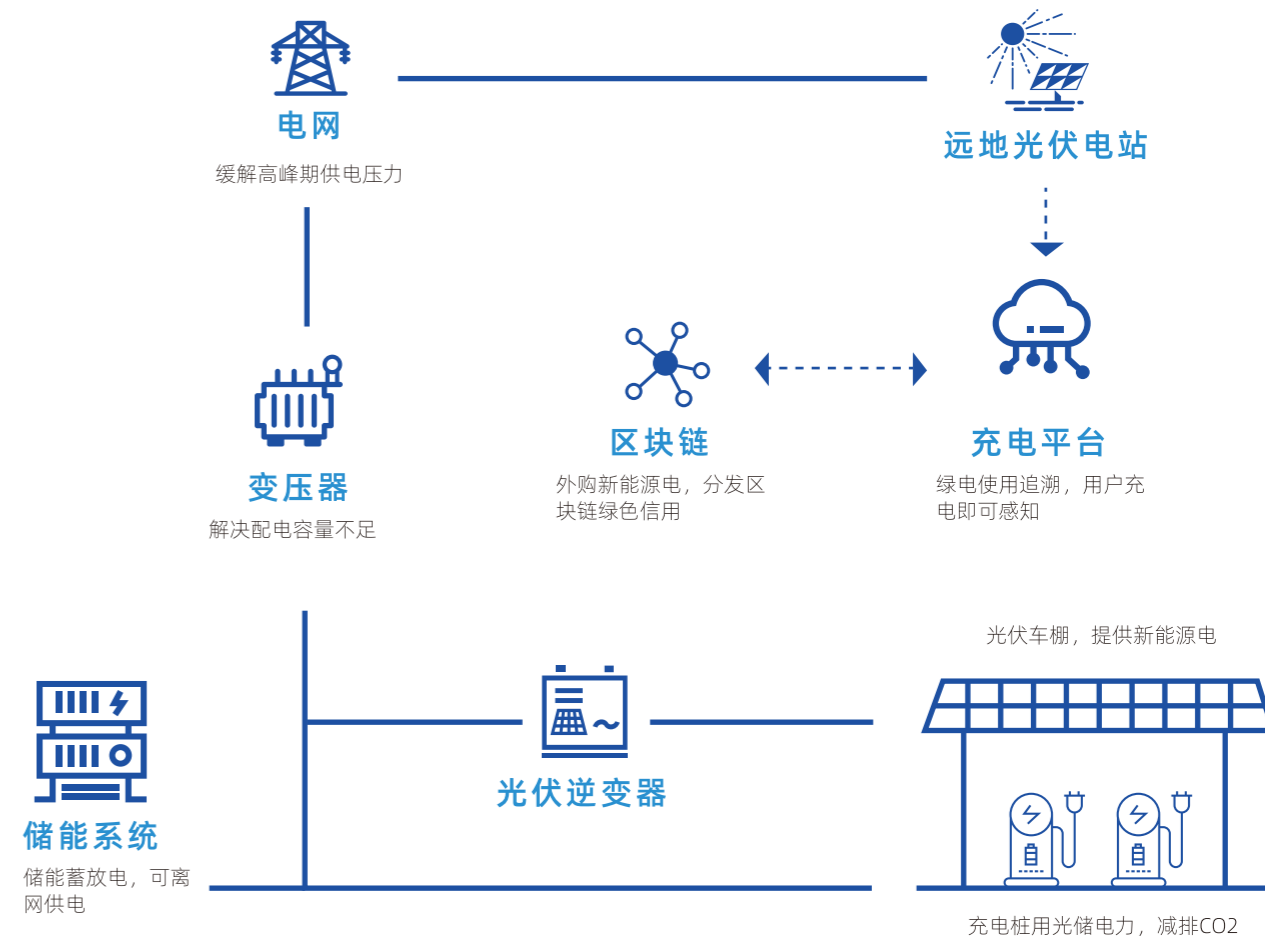 电网
缓解高峰期供电压力
远地光伏电站
变压器
解决配电容量不足
区块链
外购新能源电，分发区
块链绿色信用
充电平台
绿电使用追溯，用户充
电即可感知
光伏车棚，提供新能源电
光伏逆变器
储能系统
储能蓄放电，可离
网供电
充电桩用光储电力，减排CO2